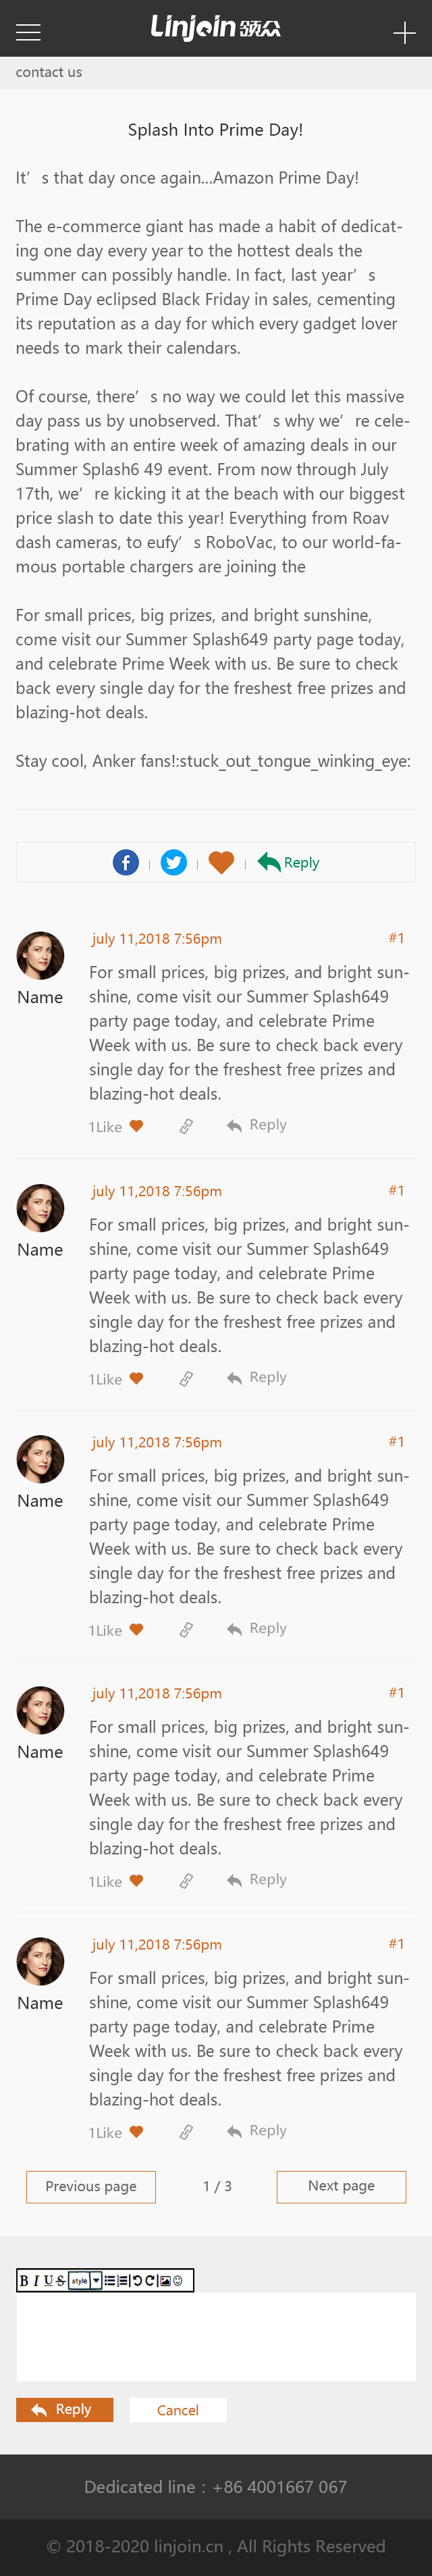 Linjoin 领众
contact us
Splash Into Prime Day!
It’s that day once again...Amazon Prime Day!
The e-commerce giant has made a habit of dedicat-
ing one day every year to the hottest deals the
summer can possibly handle. In fact, last year’s
Prime Day eclipsed Black Friday in sales, cementing
its reputation as a day for which every gadget lover
needs to mark their calendars.
Of course, there’s no way we could let this massive
day pass us by unobserved. That’s why we’re cele-
brating with an entire week of amazing deals in our
Summer Splash6 49 event. From now through July
17th, we’re kicking it at the beach with our biggest
price slash to date this year! Everything from Roav
dash cameras, to eufy’s RoboVac, to our world-fa-
mous portable chargers are joining the
For small prices, big prizes, and bright sunshine,
come visit our Summer Splash649 party page today,
and celebrate Prime Week with us. Be sure to check
back every single day for the freshest free prizes and
blazing-hot deals.
Stay cool, Anker fans!:stuck_out_tongue_winking_eye:
Reply
july 11,2018 7:56pm #1
Name
For small prices, big prizes, and bright sun-
shine, come visit our Summer Splash649
party page today, and celebrate Prime
Week with us. Be sure to check back every
single day for the freshest free prizes and
blazing-hot deals.
1Like Reply
july 11,2018 7:56pm #1
Name
For small prices, big prizes, and bright sun-
shine, come visit our Summer Splash649
party page today, and celebrate Prime
Week with us. Be sure to check back every
single day for the freshest free prizes and
blazing-hot deals.
1Like Reply
july 11,2018 7:56pm #1
Name
For small prices, big prizes, and bright sun-
shine, come visit our Summer Splash649
party page today, and celebrate Prime
Week with us. Be sure to check back every
single day for the freshest free prizes and
blazing-hot deals.
1Like Reply
july 11,2018 7:56pm #1
Name
For small prices, big prizes, and bright sun-
shine, come visit our Summer Splash649
party page today, and celebrate Prime
Week with us. Be sure to check back every
single day for the freshest free prizes and
blazing-hot deals.
1Like Reply
july 11,2018 7:56pm #1
Name
For small prices, big prizes, and bright sun-
shine, come visit our Summer Splash649
party page today, and celebrate Prime
Week with us. Be sure to check back every
single day for the freshest free prizes and
blazing-hot deals.
1Like Reply
Previous page 1 / 3 Next page
B I U S style
Reply Cancel
Dedicated line : +86 4001667 067
© 2018-2020 linjoin.cn , All Rights Reserved